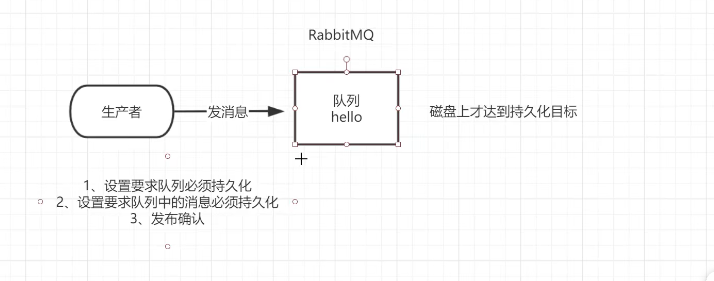 RabbitMQ
生产者
发消息
队列
hello
磁盘上才达到持久化目标
1、设置要求队列必须持久化
2、设置要求队列中的消息必须持久化
3、发布确认